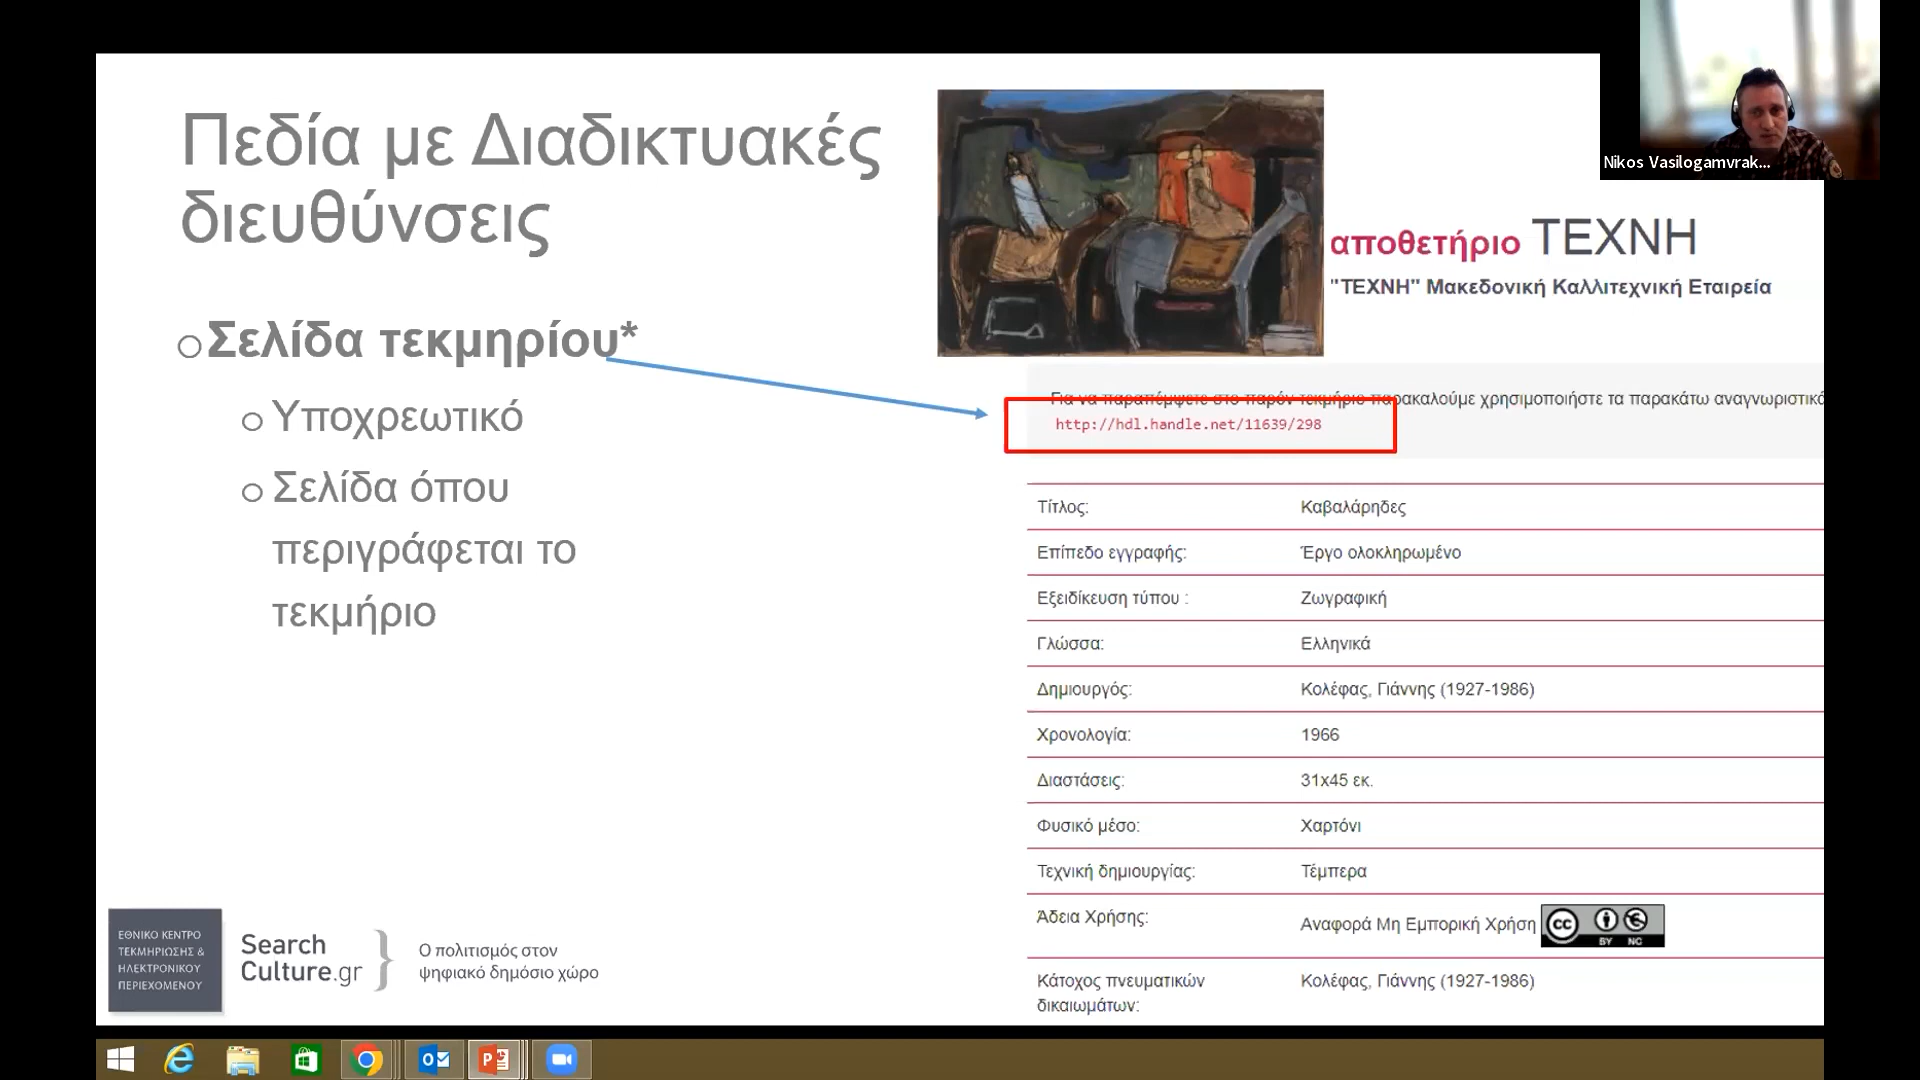 Πεδία με Διαδικτυακές
διευθύνσεις
Σελίδα τεκμηρίου*
Υποχρεωτικό
Σελίδα όπου
περιγράφεται το
τεκμήριο
Nikos Vasilogamvrak...
αποθετήριο ΤΕΧΝΗ
"ΤΕΧΝΗ" Μακεδονική Καλλιτεχνική Εταιρεία
Για να παραπέμψετε στο παρόν τεκμήριο παρακαλούμε χρησιμοποιήστε τα παρακάτω αναγνωριστικά
http://hdl.handle.net/11639/298
Τίτλος: Καβαλάρηδες
Επίπεδο εγγραφής: Έργο ολοκληρωμένο
Εξειδίκευση τύπου : Ζωγραφική
Γλώσσα: Ελληνικά
Δημιουργός: Κολέφας, Γιάννης (1927-1986)
Χρονολογία: 1966
Διαστάσεις: 31x45 εκ.
Φυσικό μέσο: Χαρτόνι
Τεχνική δημιουργίας: Τέμπερα
Άδεια Χρήσης: Αναφορά Μη Εμπορική Χρήση cc BY NC
Κάτοχος πνευματικών Κολέφας, Γιάννης (1927-1986)
δικαιωμάτων:
ΕΘΝΙΚΟ ΚΕΝΤΡΟ
ΤΕΚΜΗΡΙΩΣΗΣ &
ΗΛΕΚΤΡΟΝΙΚΟΥ
ΠΕΡΙΕΧΟΜΕΝΟΥ
Search
Culture.gr
Ο πολιτισμός στον
ψηφιακό δημόσιο χώρο